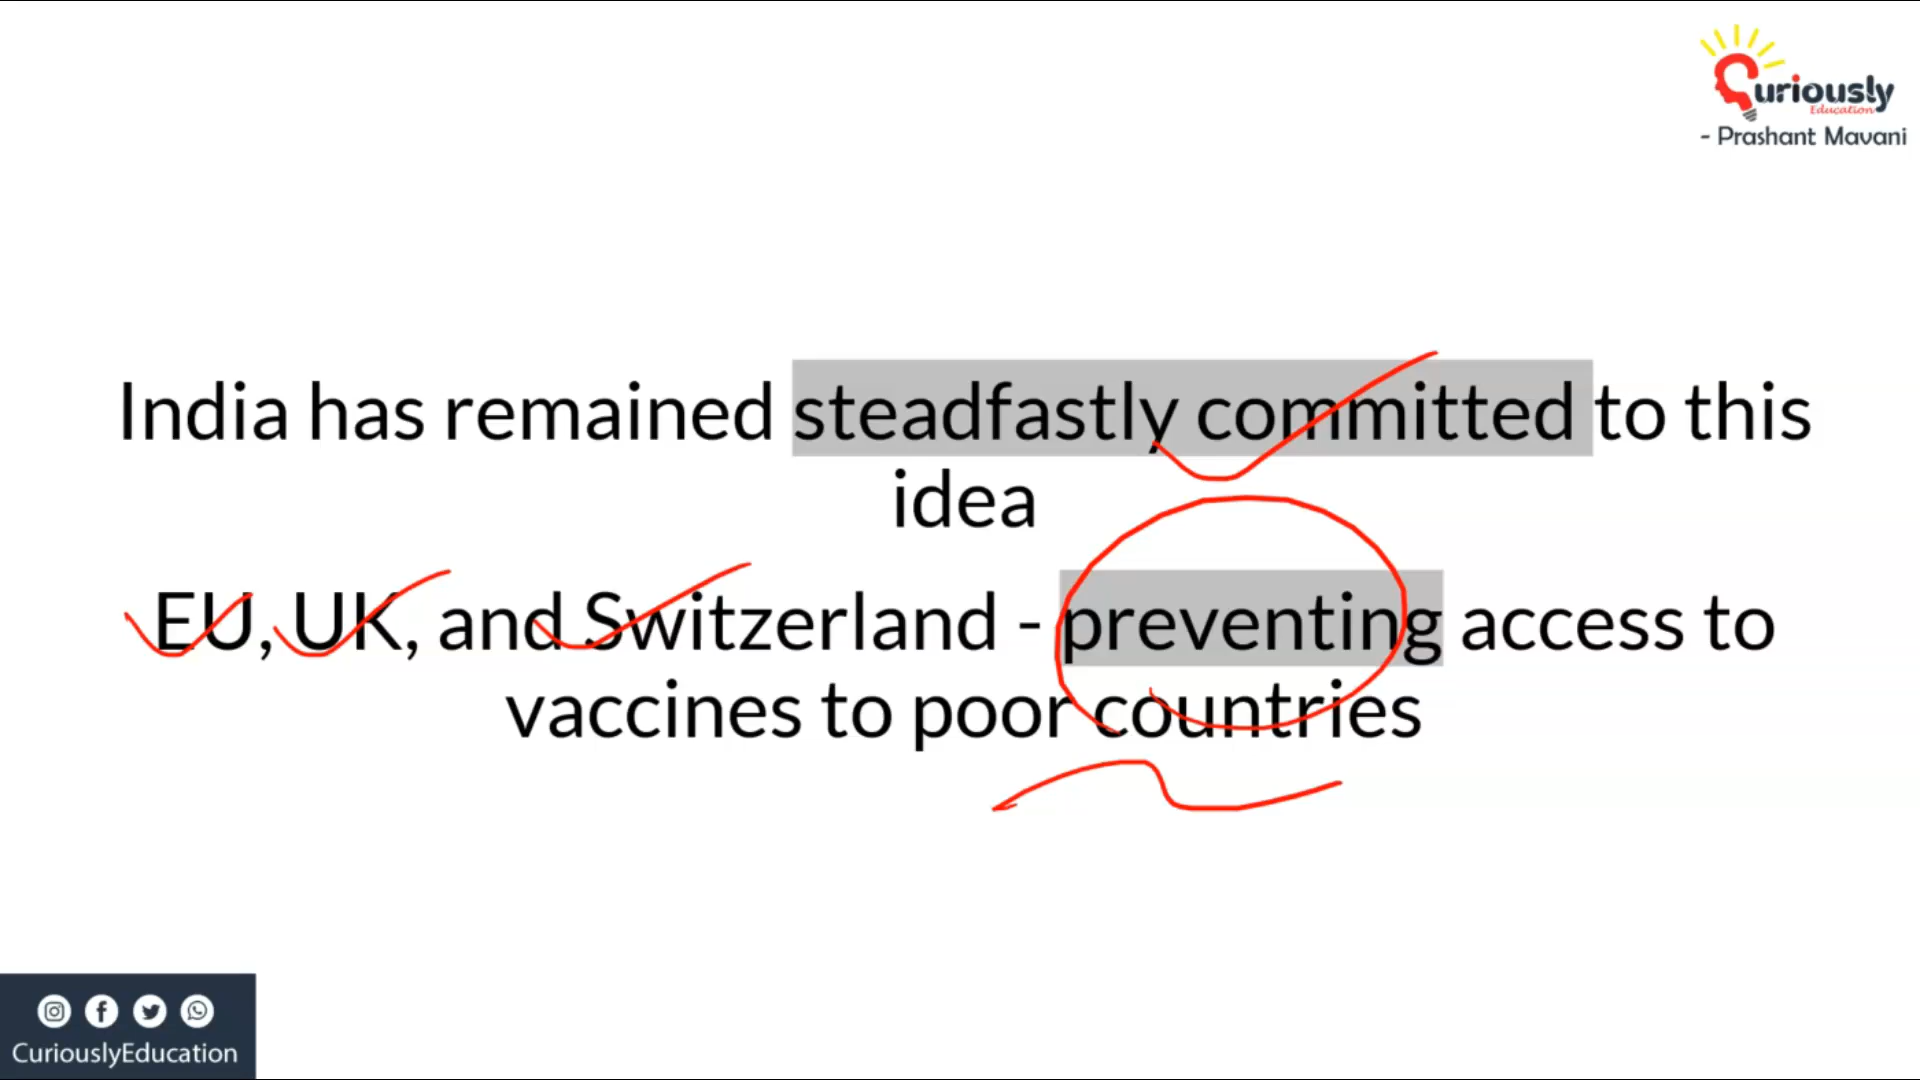 Curiously
Education
- Prashant Mavani
India has remained steadfastly committed to this
idea
EU, UK, and Switzerland - preventing access to
vaccines to poor countries
CuriouslyEducation